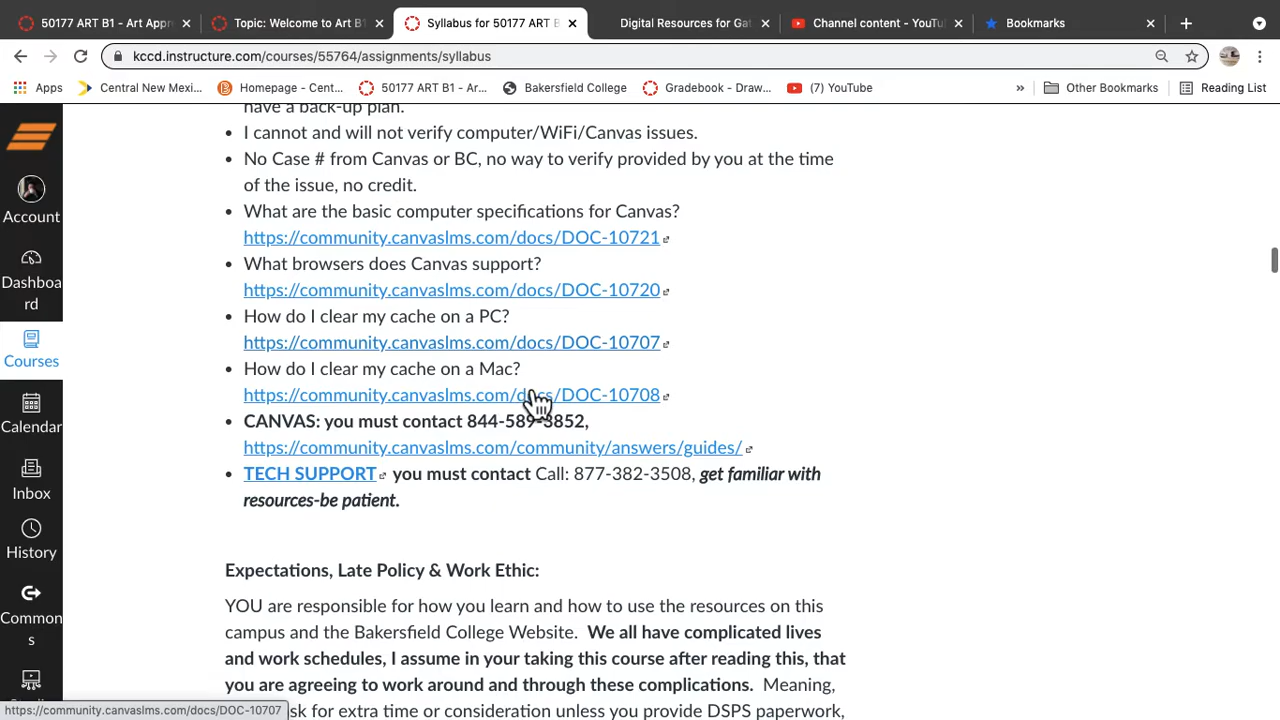 50177 ART B1 - Art Appre
Topic: Welcome to Art B1
Syllabus for 50177 ART B
Digital Resources for Gat
Channel content - YouTu
Bookmarks
kccd.instructure.com/courses/55764/assignments/syllabus
Apps
Central New Mexi...
Homepage - Cent...
50177 ART B1 - Ar...
Bakersfield College
Gradebook - Draw...
(7) YouTube
»
Other Bookmarks
Reading List
Account
Dashboa
rd
Courses
Calendar
Inbox
History
Common
s
have a back-up plan.
• I cannot and will not verify computer/WiFi/Canvas issues.
• No Case # from Canvas or BC, no way to verify provided by you at the time
of the issue, no credit.
• What are the basic computer specifications for Canvas?
https://community.canvaslms.com/docs/DOC-10721
• What browsers does Canvas support?
https://community.canvaslms.com/docs/DOC-10720
• How do I clear my cache on a PC?
https://community.canvaslms.com/docs/DOC-10707
• How do I clear my cache on a Mac?
https://community.canvaslms.com/docs/DOC-10708
• CANVAS: you must contact 844-589-3852,
https://community.canvaslms.com/community/answers/guides/
• TECH SUPPORT you must contact Call: 877-382-3508, get familiar with
resources-be patient.
Expectations, Late Policy & Work Ethic:
YOU are responsible for how you learn and how to use the resources on this
campus and the Bakersfield College Website. We all have complicated lives
and work schedules, I assume in your taking this course after reading this, that
you are agreeing to work around and through these complications. Meaning,
sk for extra time or consideration unless you provide DSPS paperwork,
https://community.canvaslms.com/docs/DOC-10707